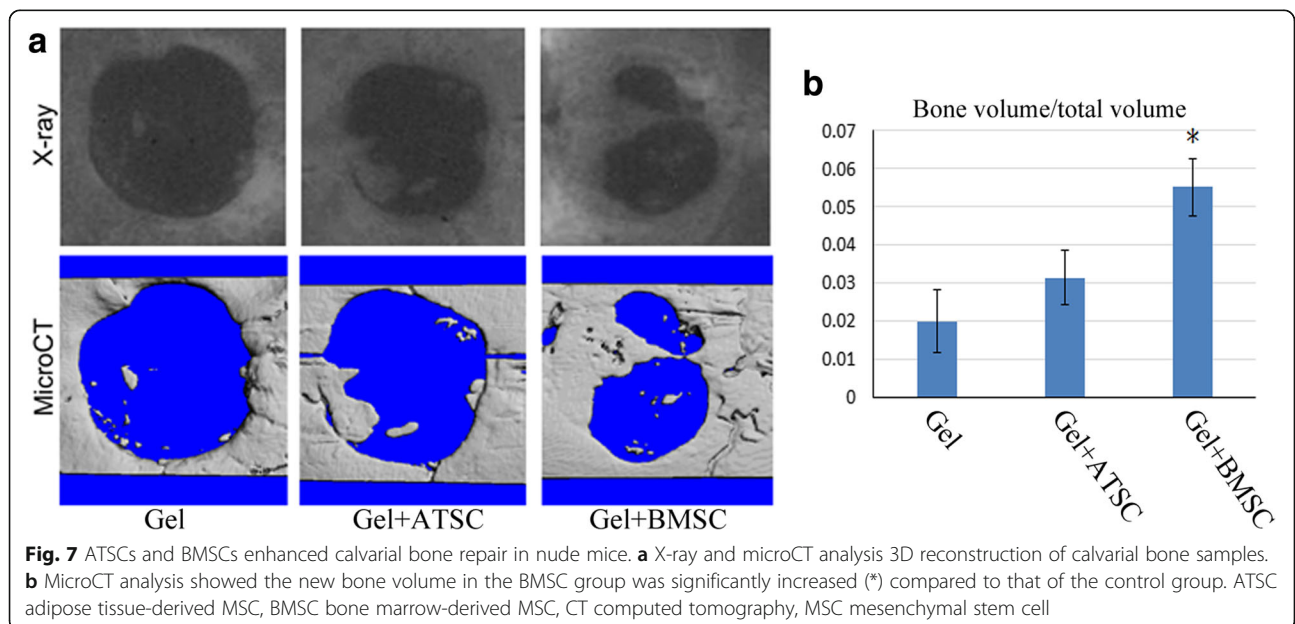 a
X-ray
MicroCT
Gel
Gel+ATSC
Gel+BMSC
b
Bone volume/total volume
0.07
0.06
0.05
0.04
0.03
0.02
0.01
0
*
Gel
Gel+ATSC
Gel+BMSC
Fig. 7 ATSCs and BMSCs enhanced calvarial bone repair in nude mice. a X-ray and microCT analysis 3D reconstruction of calvarial bone samples.
b MicroCT analysis showed the new bone volume in the BMSC group was significantly increased (*) compared to that of the control group. ATSC
adipose tissue-derived MSC, BMSC bone marrow-derived MSC, CT computed tomography, MSC mesenchymal stem cell